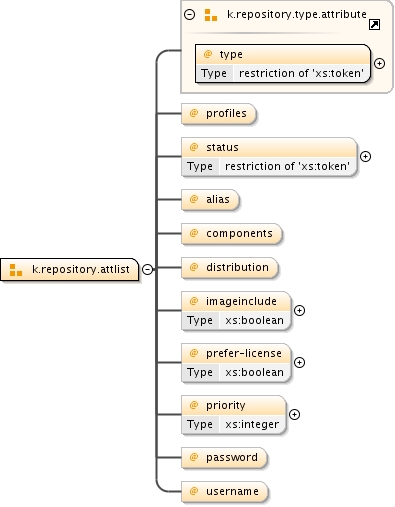 k.repository.type.attribute
@ type
Type restriction of 'xs:token'
@ profiles
@ status
Type restriction of 'xs:token'
@ alias
@ components
k.repository.attlist
@ distribution
@ imageinclude
Type xs:boolean
@ prefer-license
Type xs:boolean
@ priority
Type xs:integer
@ password
@ username